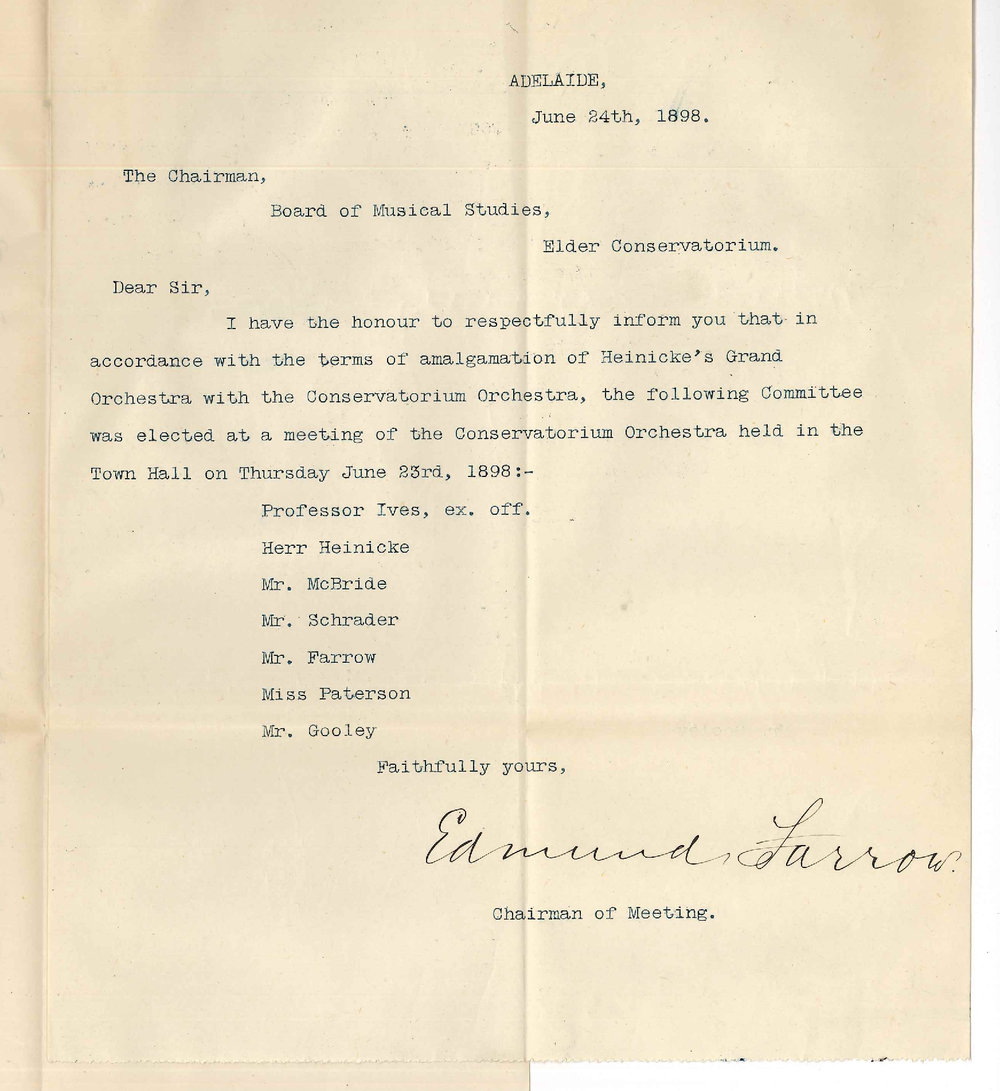 ADELAIDE,
June 24th, 1898.
The Chairman,
Board of Musical Studies,
Elder Conservatorium.
Dear Sir,
I have the honour to respectfully inform you that in
accordance with the terms of amalgamation of Heinicke's Grand
Orchestra with the Conservatorium Orchestra, the following Committee
was elected at a meeting of the Conservatorium Orchestra held in the
Town Hall on Thursday June 23rd, 1898:-
Professor Ives, ex. off.
Herr Heinicke
Mr. McBride
Mr. Schrader
Mr. Farrow
Miss Paterson
Mr. Gooley
Faithfully yours,
Edmund Farrow.
Chairman of Meeting.